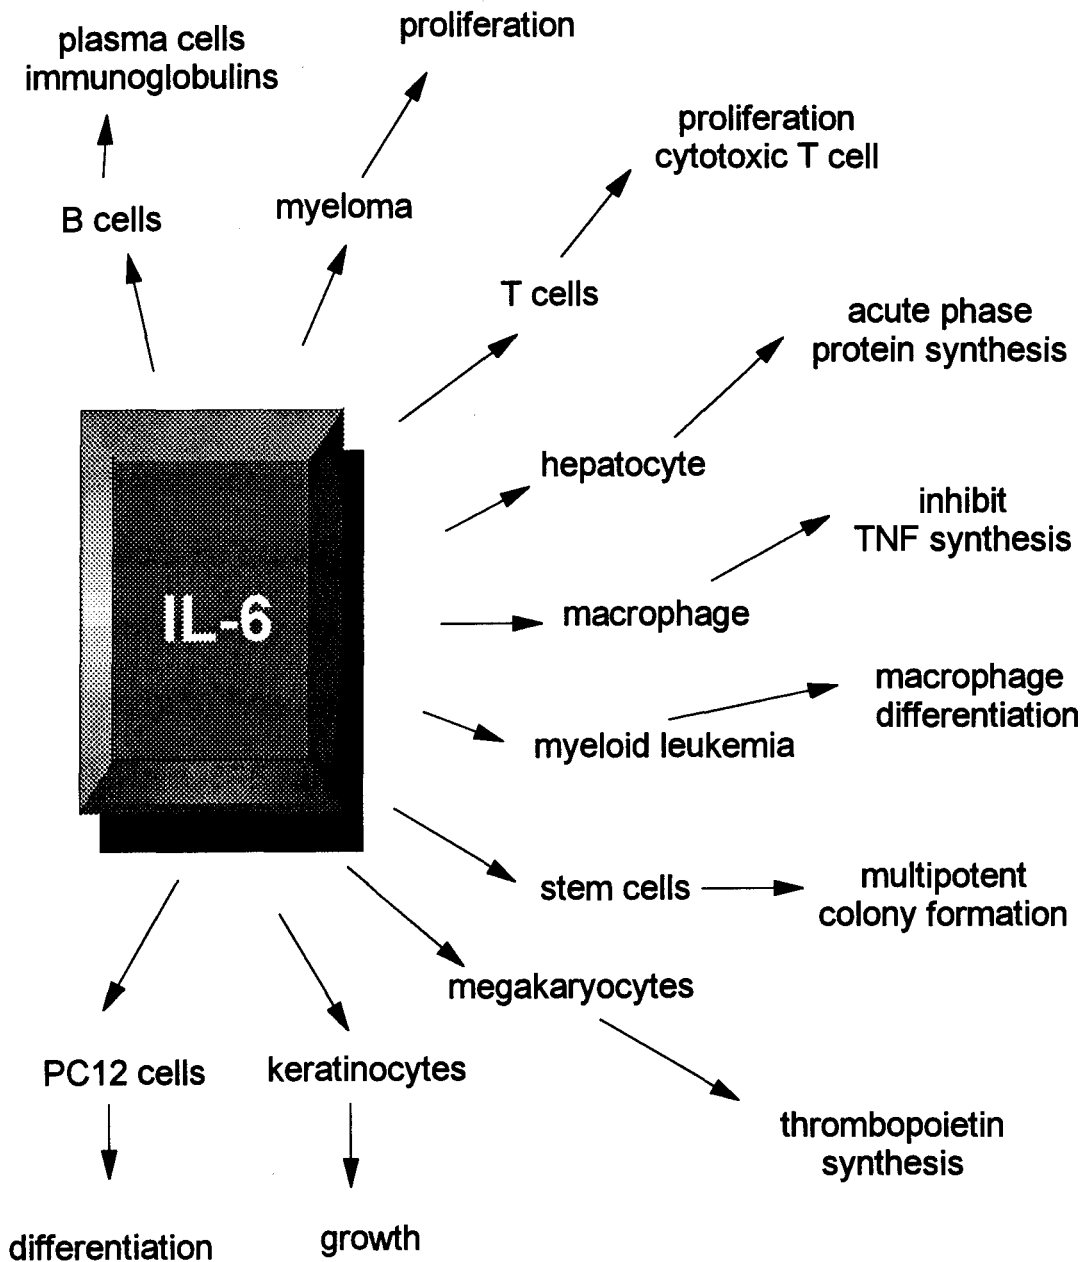 plasma cells
immunoglobulins
proliferation
proliferation
cytotoxic T cell
B cells
myeloma
T cells
acute phase
protein synthesis
hepatocyte
inhibit
TNF synthesis
IL-6
macrophage
macrophage
differentiation
myeloid leukemia
stem cells
multipotent
colony formation
megakaryocytes
PC12 cells
keratinocytes
thrombopoietin
synthesis
differentiation
growth